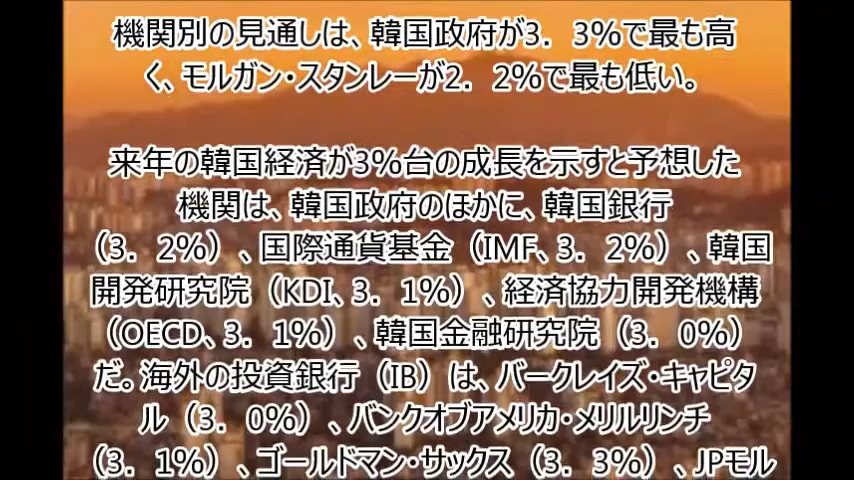 機関別の見通しは、韓国政府が3．3%で最も高
く、モルガン・スタンレーが2．2%で最も低い。
来年の韓国経済が3%台の成長を示すと予想した
機関は、韓国政府のほかに、韓国銀行
（3．2%）、国際通貨基金（IMF、3．2%）、韓国
開発研究院（KDI、3．1%）、経済協力開発機構
（OECD、3．1%）、韓国金融研究院（3．0%）
だ。海外の投資銀行（IB）は、バークレイズ・キャピタ
ル（3．0%）、バンクオブアメリカ・メリルリンチ
（3．1%）、ゴールドマン・サックス（3．3%）、JPモル